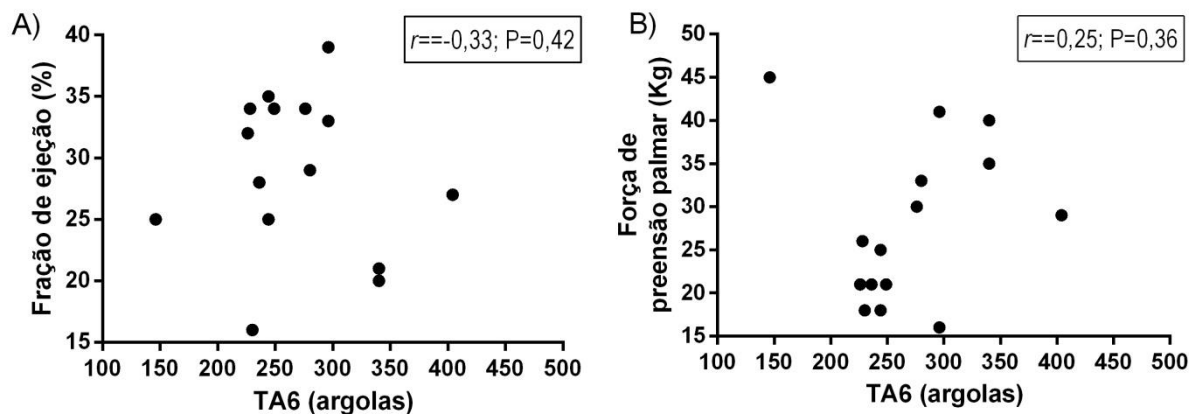 A)
r==-0,33; P=0,42
Fração de ejeção (%)
40
35
30
25
20
15
100 150 200 250 300 350 400 450 500
TA6 (argolas)
B)
r==0,25; P=0,36
Força de
preensão palmar (Kg)
50
45
40
35
30
25
20
15
100 150 200 250 300 350 400 450 500
TA6 (argolas)